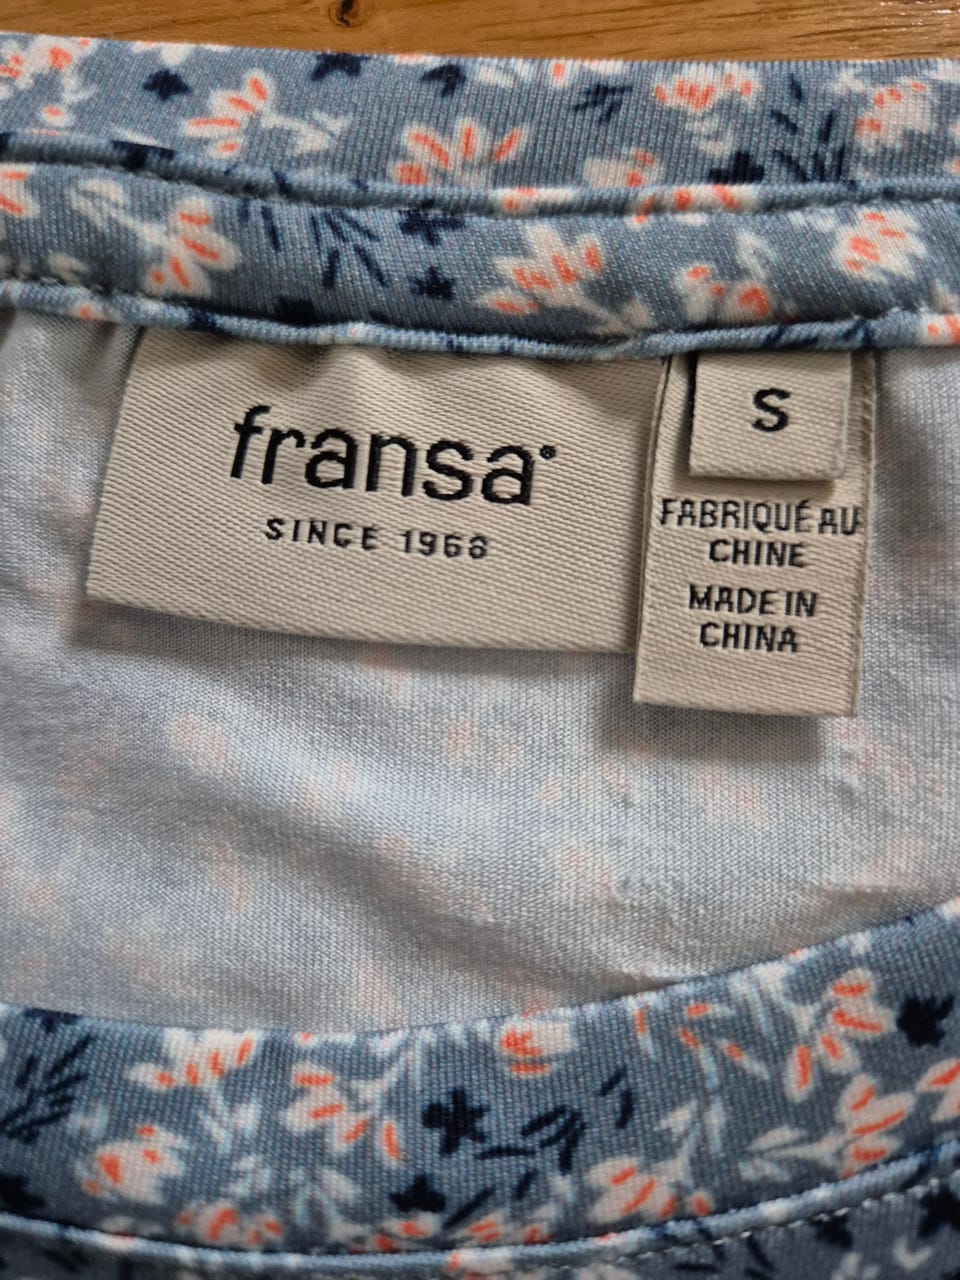 fransa
SINCE 1968
S
FABRIQUÉ AU
CHINE
MADE IN
CHINA